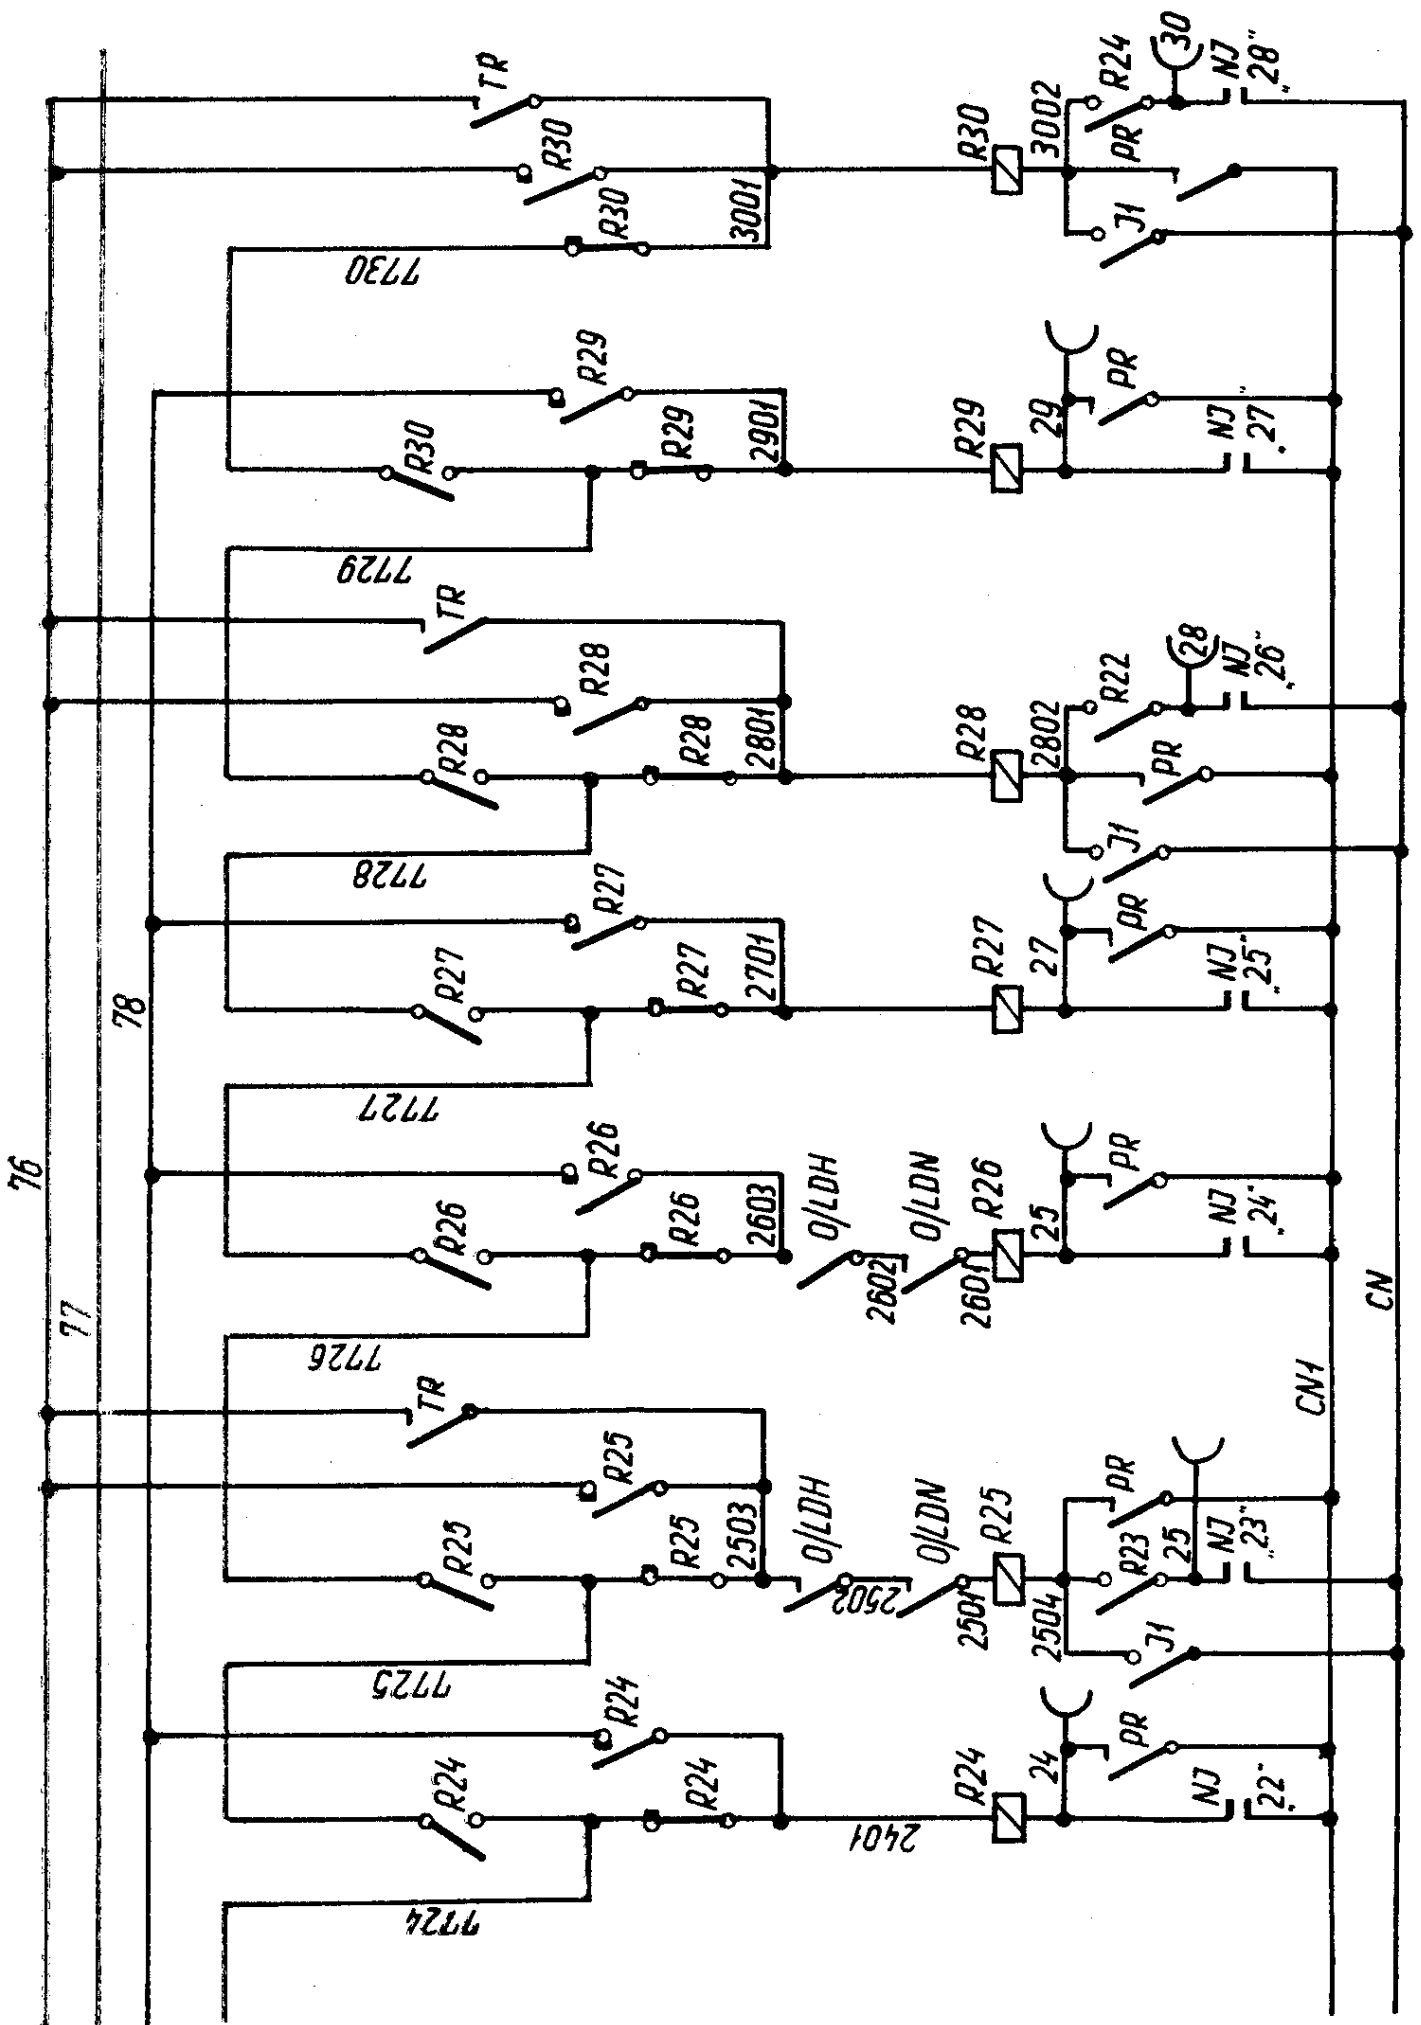 TR
R30
R30
3001
7730
R30
3002
R24
30
NJ
"28"
PR
J1
R29
R30
R29
2901
7729
R29
29
PR
NJ
"27"
TR
R28
R28
R28
2801
7728
R28
2802
R22
28
NJ
"26"
PR
J1
R27
R27
R27
2701
7727
R27
27
PR
NJ
"25"
78
76
77
R26
R26
R26
2603
7726
O/LDH
2602
O/LDN
2601
R26
25
PR
NJ
"24"
CN
CN1
TR
R25
R25
R25
2503
7725
O/LDH
2502
O/LDN
2501
R25
2504
PR
R23
25
NJ
"23"
J1
R24
R24
R24
7724
2401
R24
24
PR
NJ
"22"